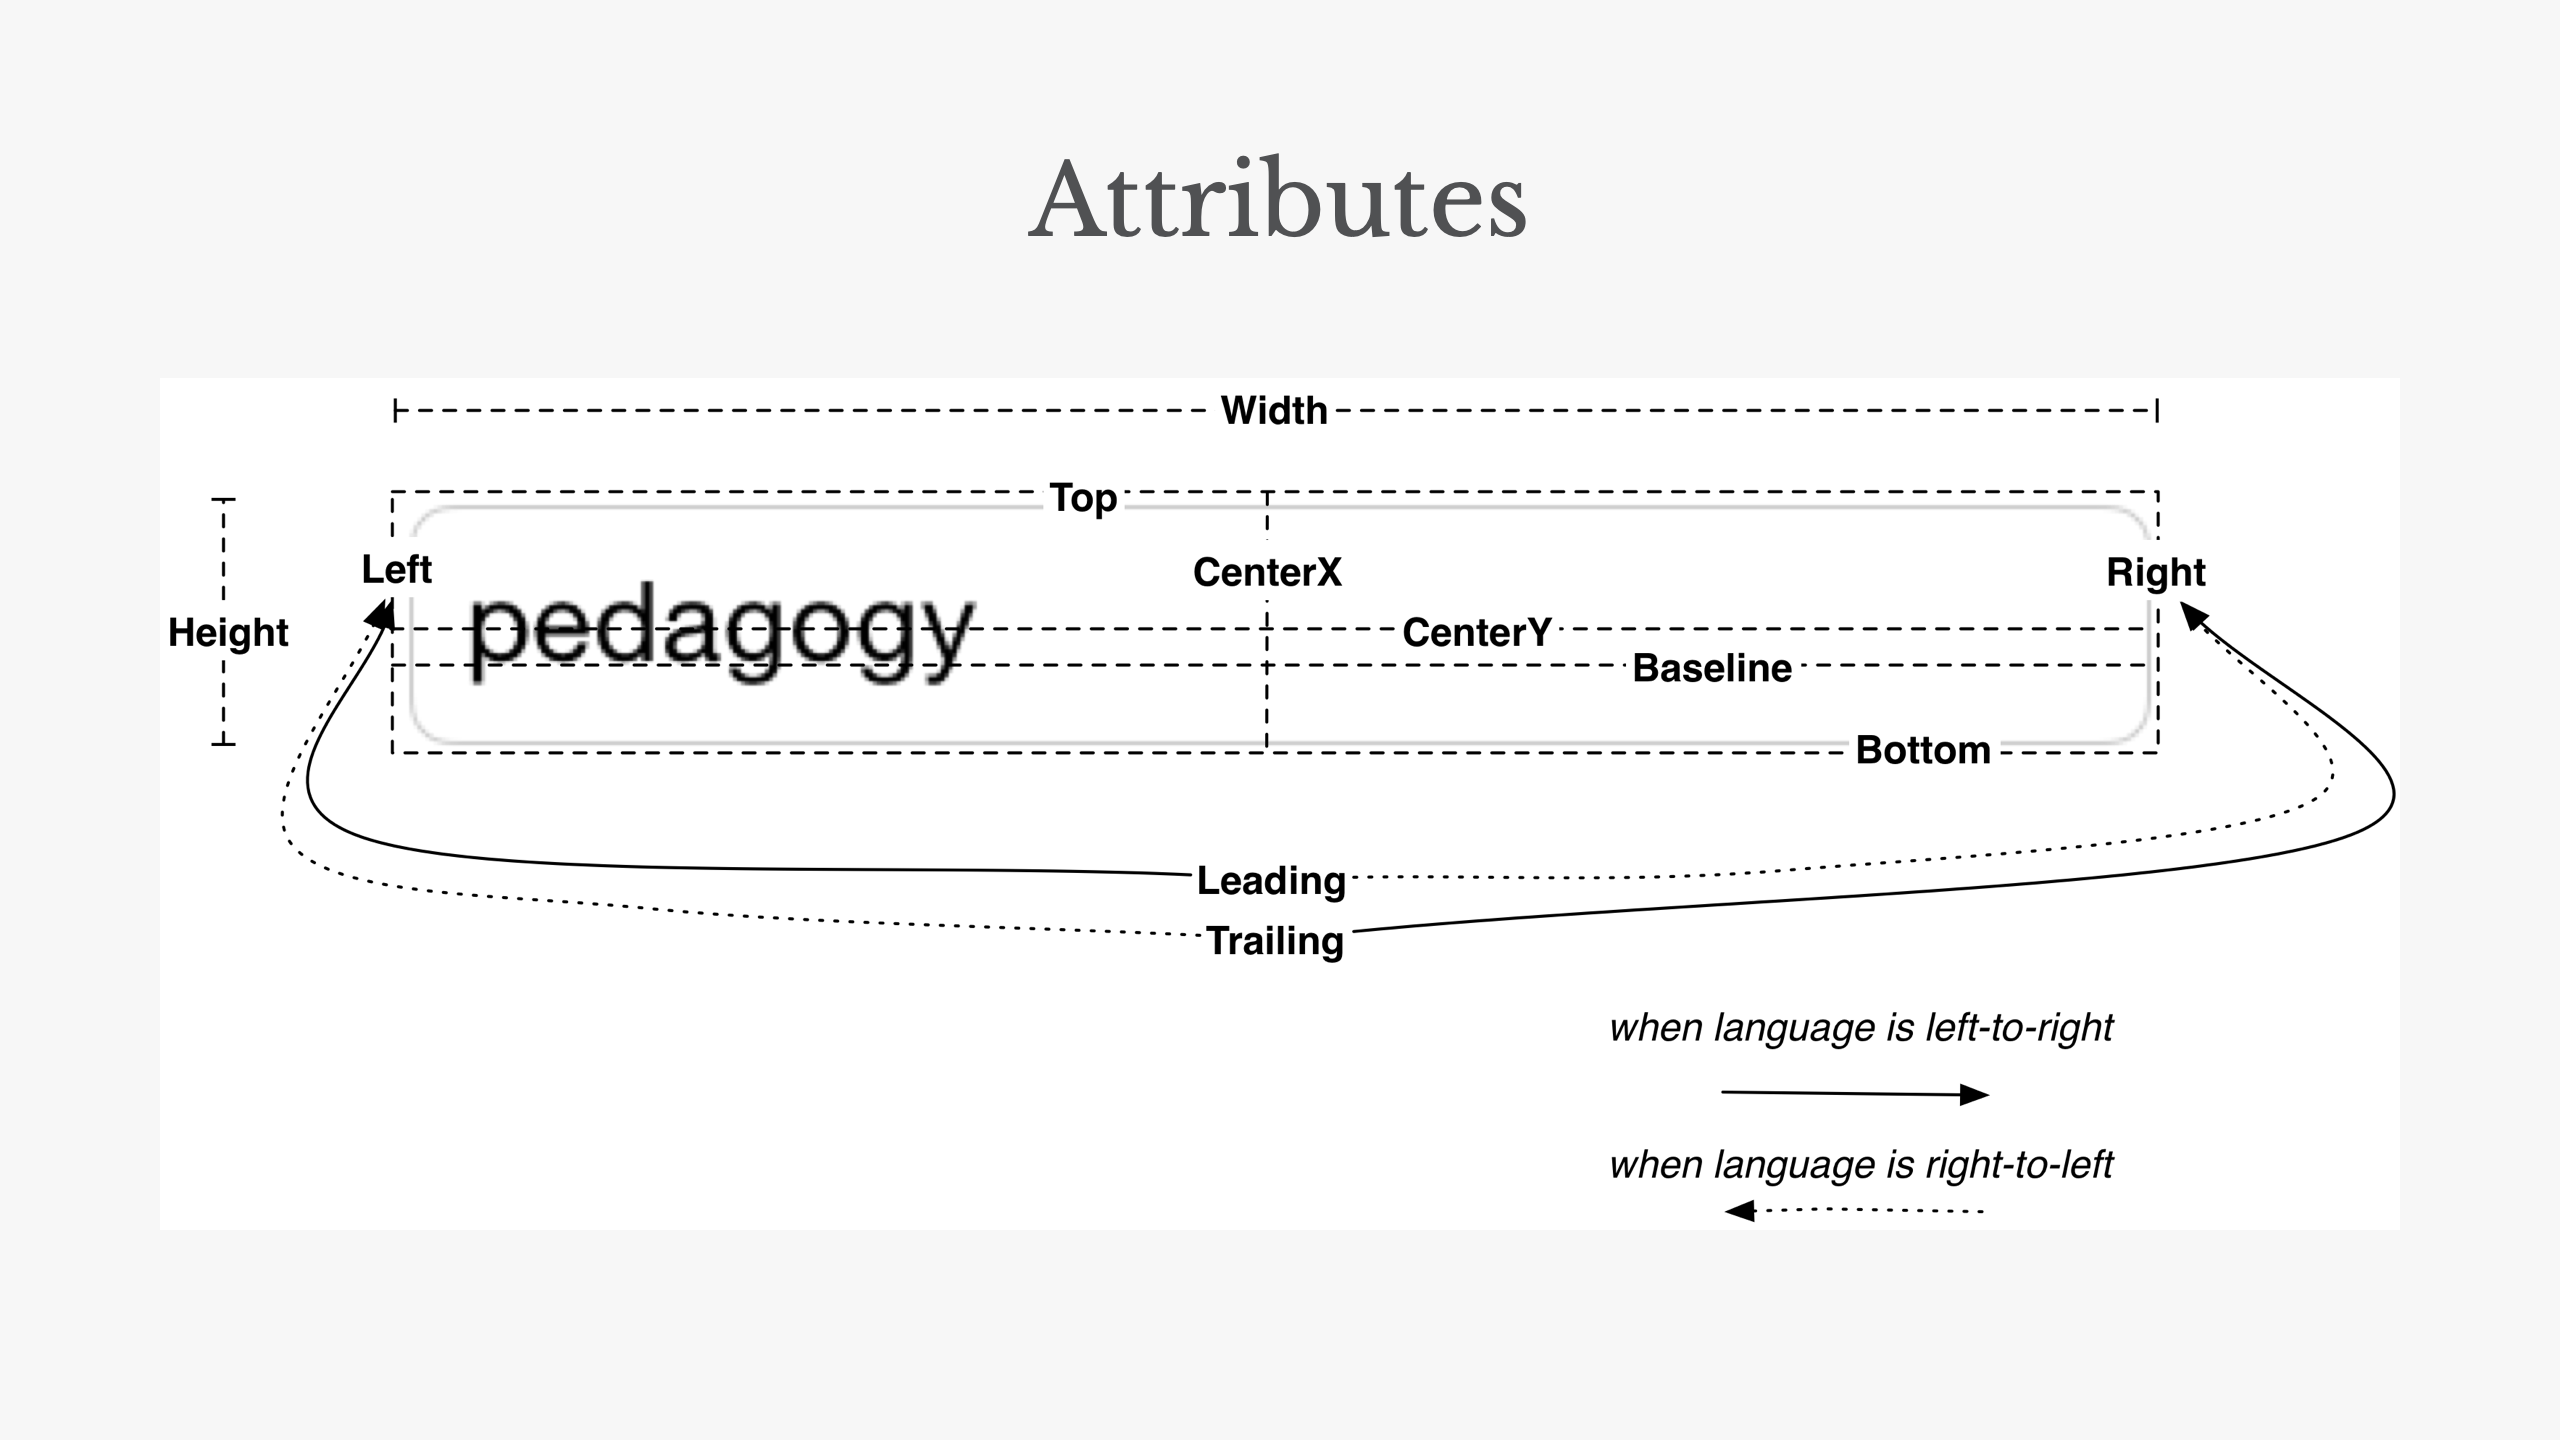 Attributes
Width
Top
Left
CenterX
Right
Height
pedagogy
CenterY
Baseline
Bottom
Leading
Trailing
when language is left-to-right
when language is right-to-left